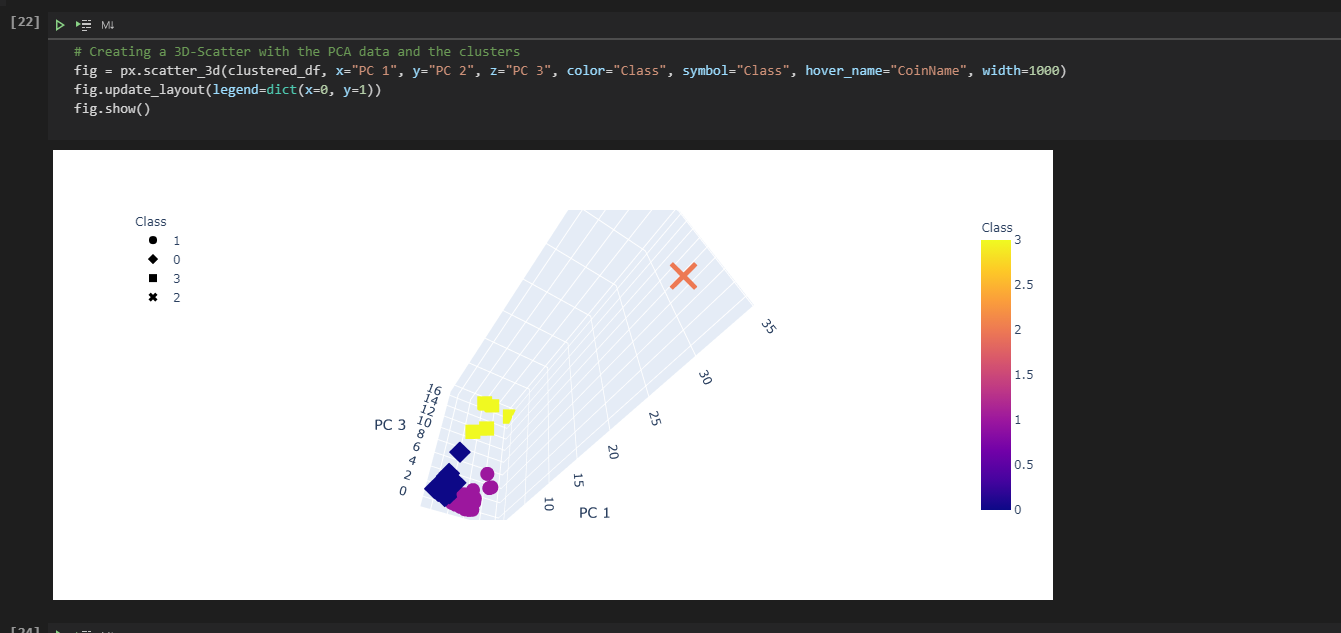 [22]
M↓
# Creating a 3D-Scatter with the PCA data and the clusters
fig = px.scatter_3d(clustered_df, x="PC 1", y="PC 2", z="PC 3", color="Class", symbol="Class", hover_name="CoinName", width=1000)
fig.update_layout(legend=dict(x=0, y=1))
fig.show()
Class
1
0
3
2
16
14
12
10
8
6
4
2
0
PC 3
10
15
20
25
30
35
PC 1
Class
3
2.5
2
1.5
1
0.5
0
[24]
M↓